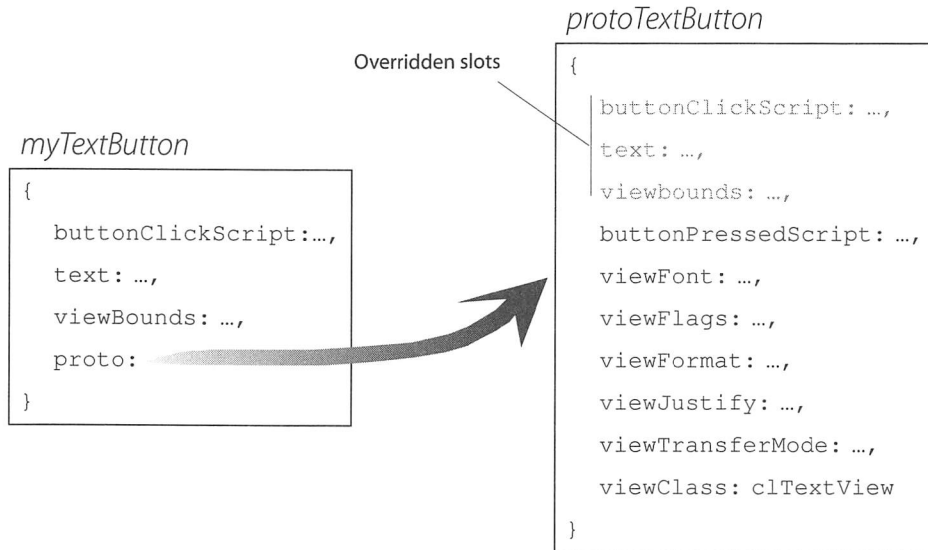 protoTextButton
Overridden slots
{
buttonClickScript: …,
text: …,
viewbounds: …,
buttonPressedScript: …,
viewFont: …,
viewFlags: …,
viewFormat: …,
viewJustify: …,
viewTransferMode: …,
viewClass: clTextView
}
myTextButton
{
buttonClickScript:…,
text: …,
viewBounds: …,
proto:
}